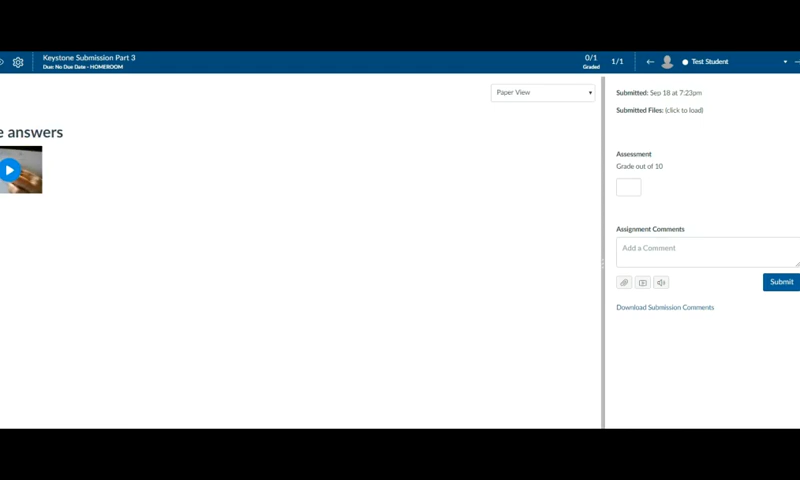 Keystone Submission Part 3
Due: No Due Date - HOMEROOM
0/1
Graded
1/1
Test Student
Paper View
answers
Submitted: Sep 18 at 7:23pm
Submitted Files: (click to load)
Assessment
Grade out of 10
Assignment Comments
Add a Comment
Submit
Download Submission Comments